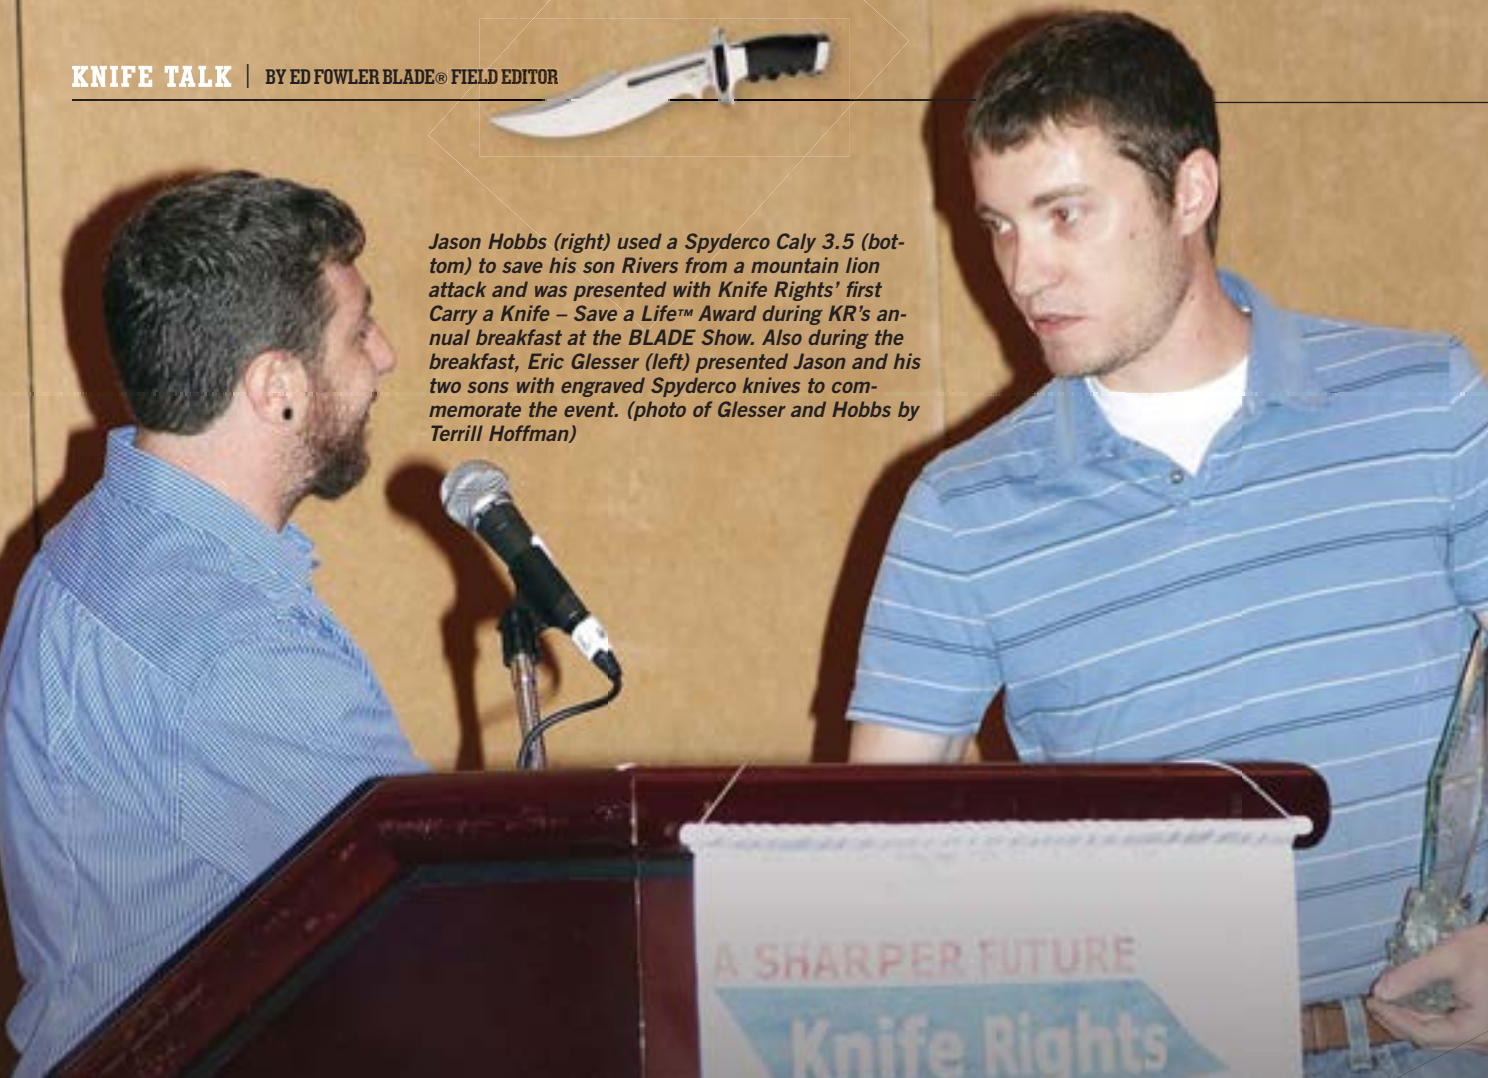 KNIFE TALK | BY ED FOWLER BLADE® FIELD EDITOR
Jason Hobbs (right) used a Spyderco Caly 3.5 (bot-
tom) to save his son Rivers from a mountain lion
attack and was presented with Knife Rights’ first
Carry a Knife – Save a Life™ Award during KR’s an-
nual breakfast at the BLADE Show. Also during the
breakfast, Eric Glesser (left) presented Jason and his
two sons with engraved Spyderco knives to com-
memorate the event. (photo of Glesser and Hobbs by
Terrill Hoffman)
A SHARPER FUTURE
Knife Rights